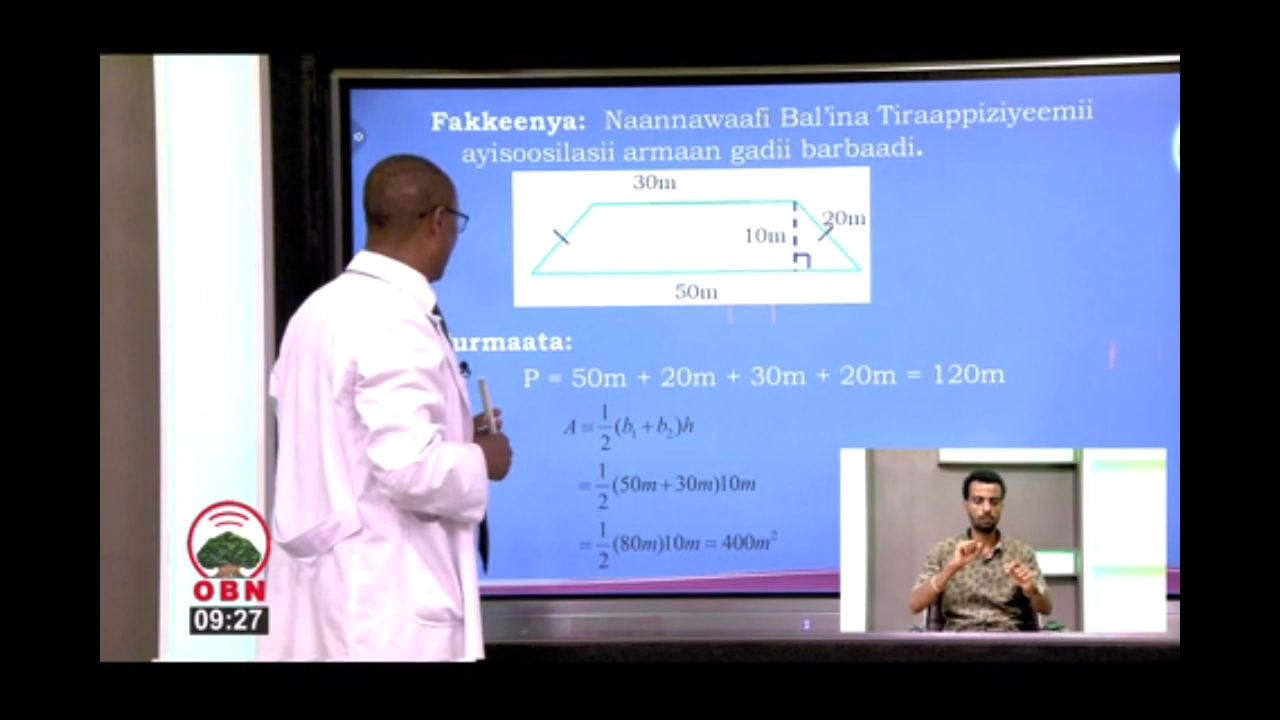 Fakkeenya: Naannawaafi Bal'ina Tiraappiziyeemii
ayisoosilasii armaan gadii barbaadi.
30m
20m
10m
50m
urmaata:
P = 50m + 20m + 30m + 20m = 120m
A = 1/2 (b₁ + b₂)h
= 1/2 (50m + 30m)10m
= 1/2 (80m)10m = 400m²
OBN
09:27